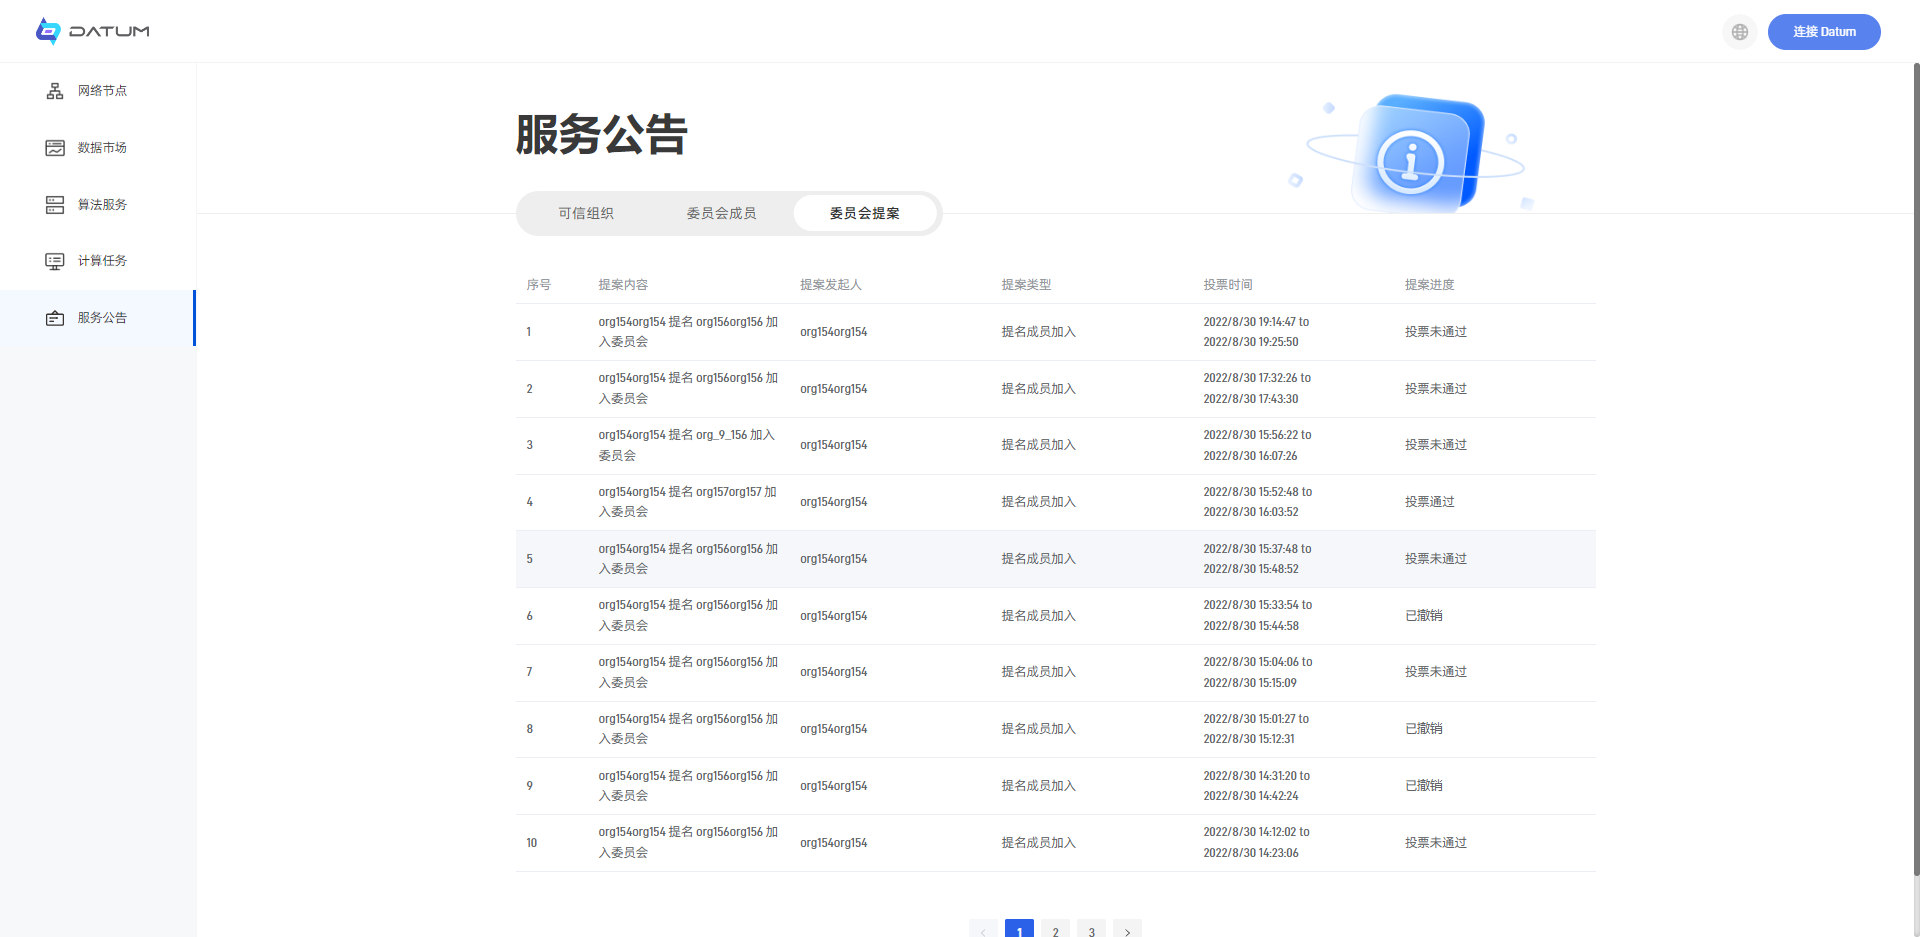 DATUM
连接 Datum
网络节点
数据市场
算法服务
计算任务
服务公告
服务公告
可信组织 委员会成员 委员会提案
序号 提案内容 提案发起人 提案类型 投票时间 提案进度
1 org154org154 提名 org156org156 加入委员会 org154org154 提名成员加入 2022/8/30 19:14:47 to 2022/8/30 19:25:50 投票未通过
2 org154org154 提名 org156org156 加入委员会 org154org154 提名成员加入 2022/8/30 17:32:26 to 2022/8/30 17:43:30 投票未通过
3 org154org154 提名 org_9_156 加入委员会 org154org154 提名成员加入 2022/8/30 15:56:22 to 2022/8/30 16:07:26 投票未通过
4 org154org154 提名 org157org157 加入委员会 org154org154 提名成员加入 2022/8/30 15:52:48 to 2022/8/30 16:03:52 投票通过
5 org154org154 提名 org156org156 加入委员会 org154org154 提名成员加入 2022/8/30 15:37:48 to 2022/8/30 15:48:52 投票未通过
6 org154org154 提名 org156org156 加入委员会 org154org154 提名成员加入 2022/8/30 15:33:54 to 2022/8/30 15:44:58 已撤销
7 org154org154 提名 org156org156 加入委员会 org154org154 提名成员加入 2022/8/30 15:04:06 to 2022/8/30 15:15:09 投票未通过
8 org154org154 提名 org156org156 加入委员会 org154org154 提名成员加入 2022/8/30 15:01:27 to 2022/8/30 15:12:31 已撤销
9 org154org154 提名 org156org156 加入委员会 org154org154 提名成员加入 2022/8/30 14:31:20 to 2022/8/30 14:42:24 已撤销
10 org154org154 提名 org156org156 加入委员会 org154org154 提名成员加入 2022/8/30 14:12:02 to 2022/8/30 14:23:06 投票未通过
< 1 2 3 >